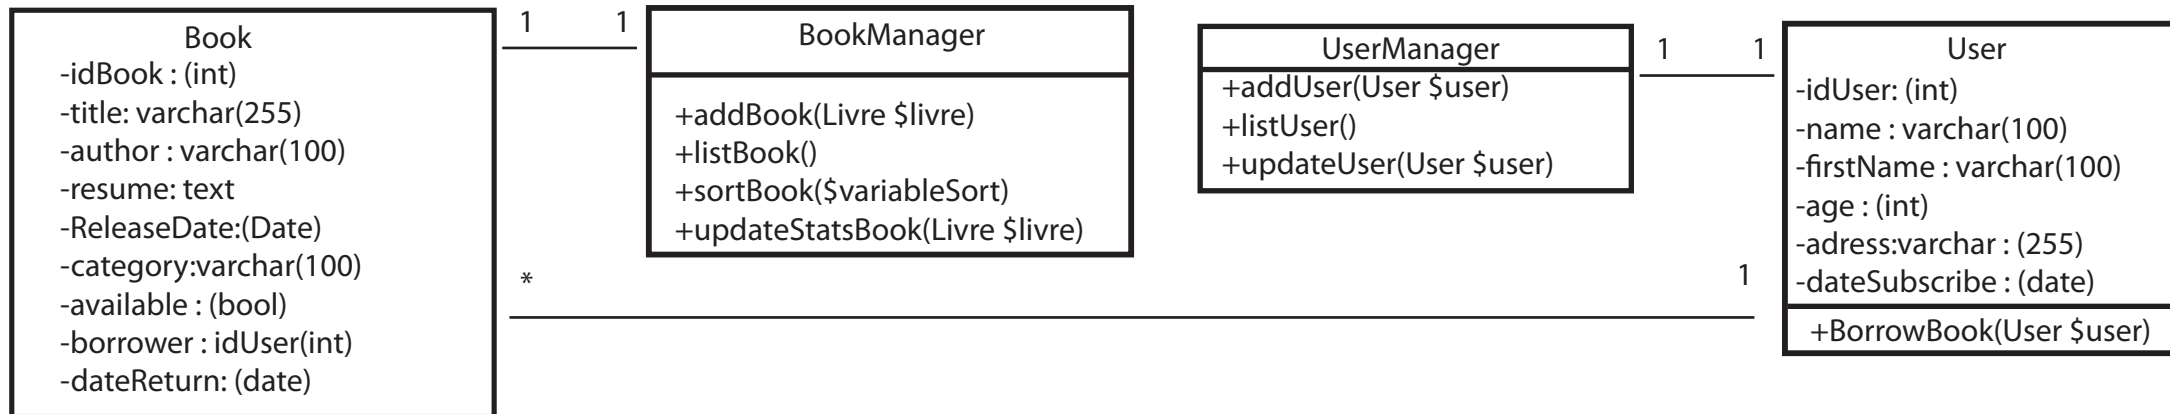 Book
-idBook : (int)
-title: varchar(255)
-author : varchar(100)
-resume: text
-ReleaseDate:(Date)
-category:varchar(100)
-available : (bool)
-borrower : idUser(int)
-dateReturn: (date)
1 1
BookManager
+addBook(Livre $livre)
+listBook()
+sortBook($variableSort)
+updateStatsBook(Livre $livre)
UserManager
+addUser(User $user)
+listUser()
+updateUser(User $user)
1 1
User
-idUser: (int)
-name : varchar(100)
-firstName : varchar(100)
-age : (int)
-adress:varchar : (255)
-dateSubscribe : (date)
+BorrowBook(User $user)
* 1